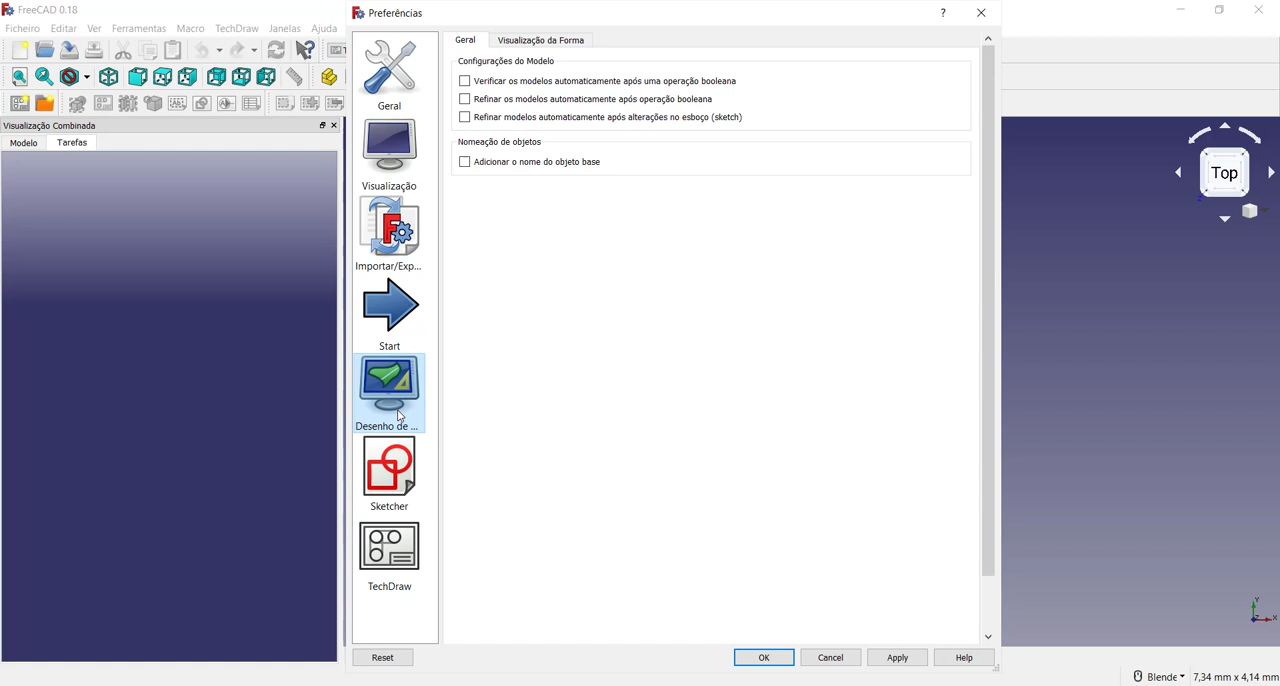 FreeCAD 0.18
Preferências
?
Ficheiro Editar Ver Ferramentas Macro TechDraw Janelas Ajuda
Visualização Combinada
Modelo Tarefas
Geral
Visualização
Importar/Exp...
Start
Desenho de ...
Sketcher
TechDraw
Geral Visualização da Forma
Configurações do Modelo
Verificar os modelos automaticamente após uma operação booleana
Refinar os modelos automaticamente após operação booleana
Refinar modelos automaticamente após alterações no esboço (sketch)
Nomeação de objetos
Adicionar o nome do objeto base
Top
Z
Y
Z X
Reset OK Cancel Apply Help
Blende 7,34 mm x 4,14 mm